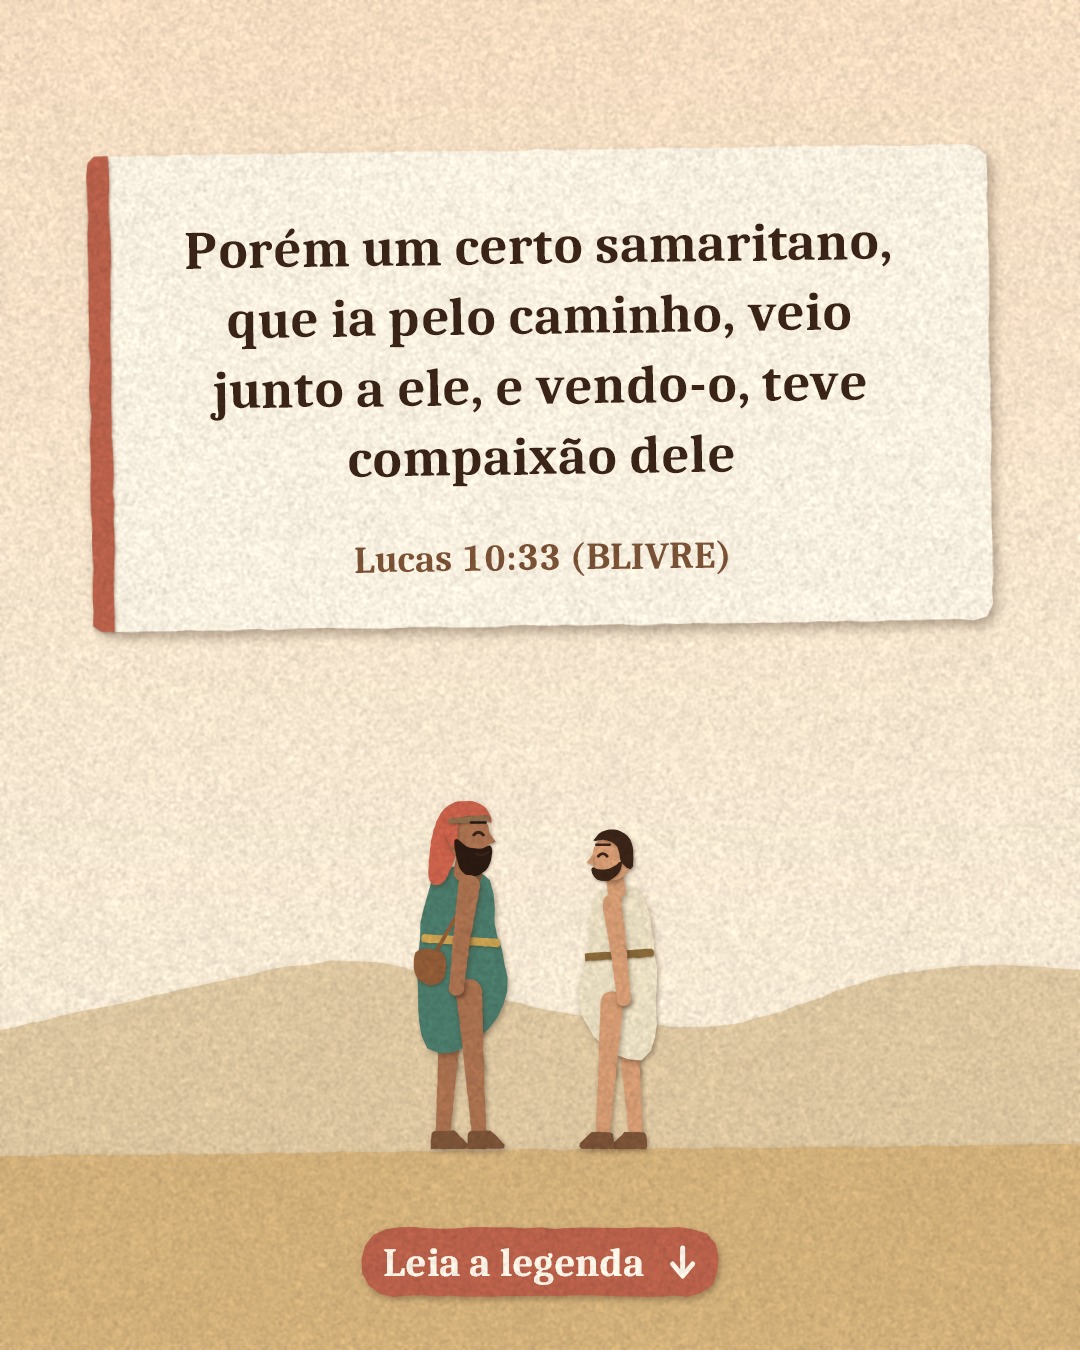 Porém um certo samaritano,
que ia pelo caminho, veio
junto a ele, e vendo-o, teve
compaixão dele
Lucas 10:33 (BLIVRE)
Leia a legenda ↓